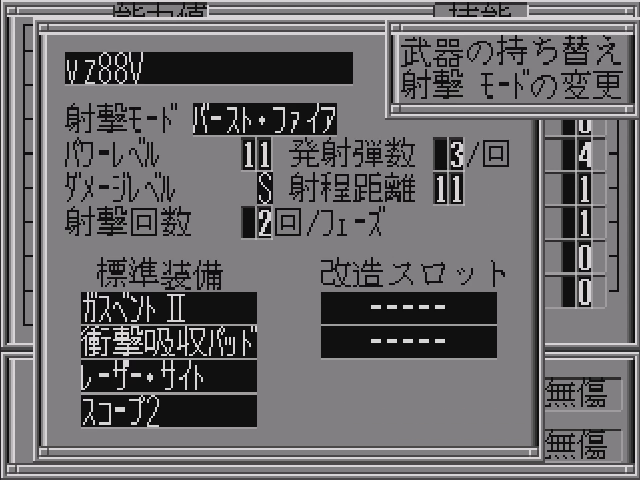 vz88V
武器の持ち替え
射撃 モードの変更
射撃モード バースト・ファイア
パワーレベル 11 発射弾数 3/回
ダメージレベル S 射程距離 11
射撃回数 2回/フェーズ
標準装備 改造スロット
ガスベント II -----
衝撃吸収パッド -----
レーザー・サイト
スコープ2
4
1
1
0
0
無傷
無傷